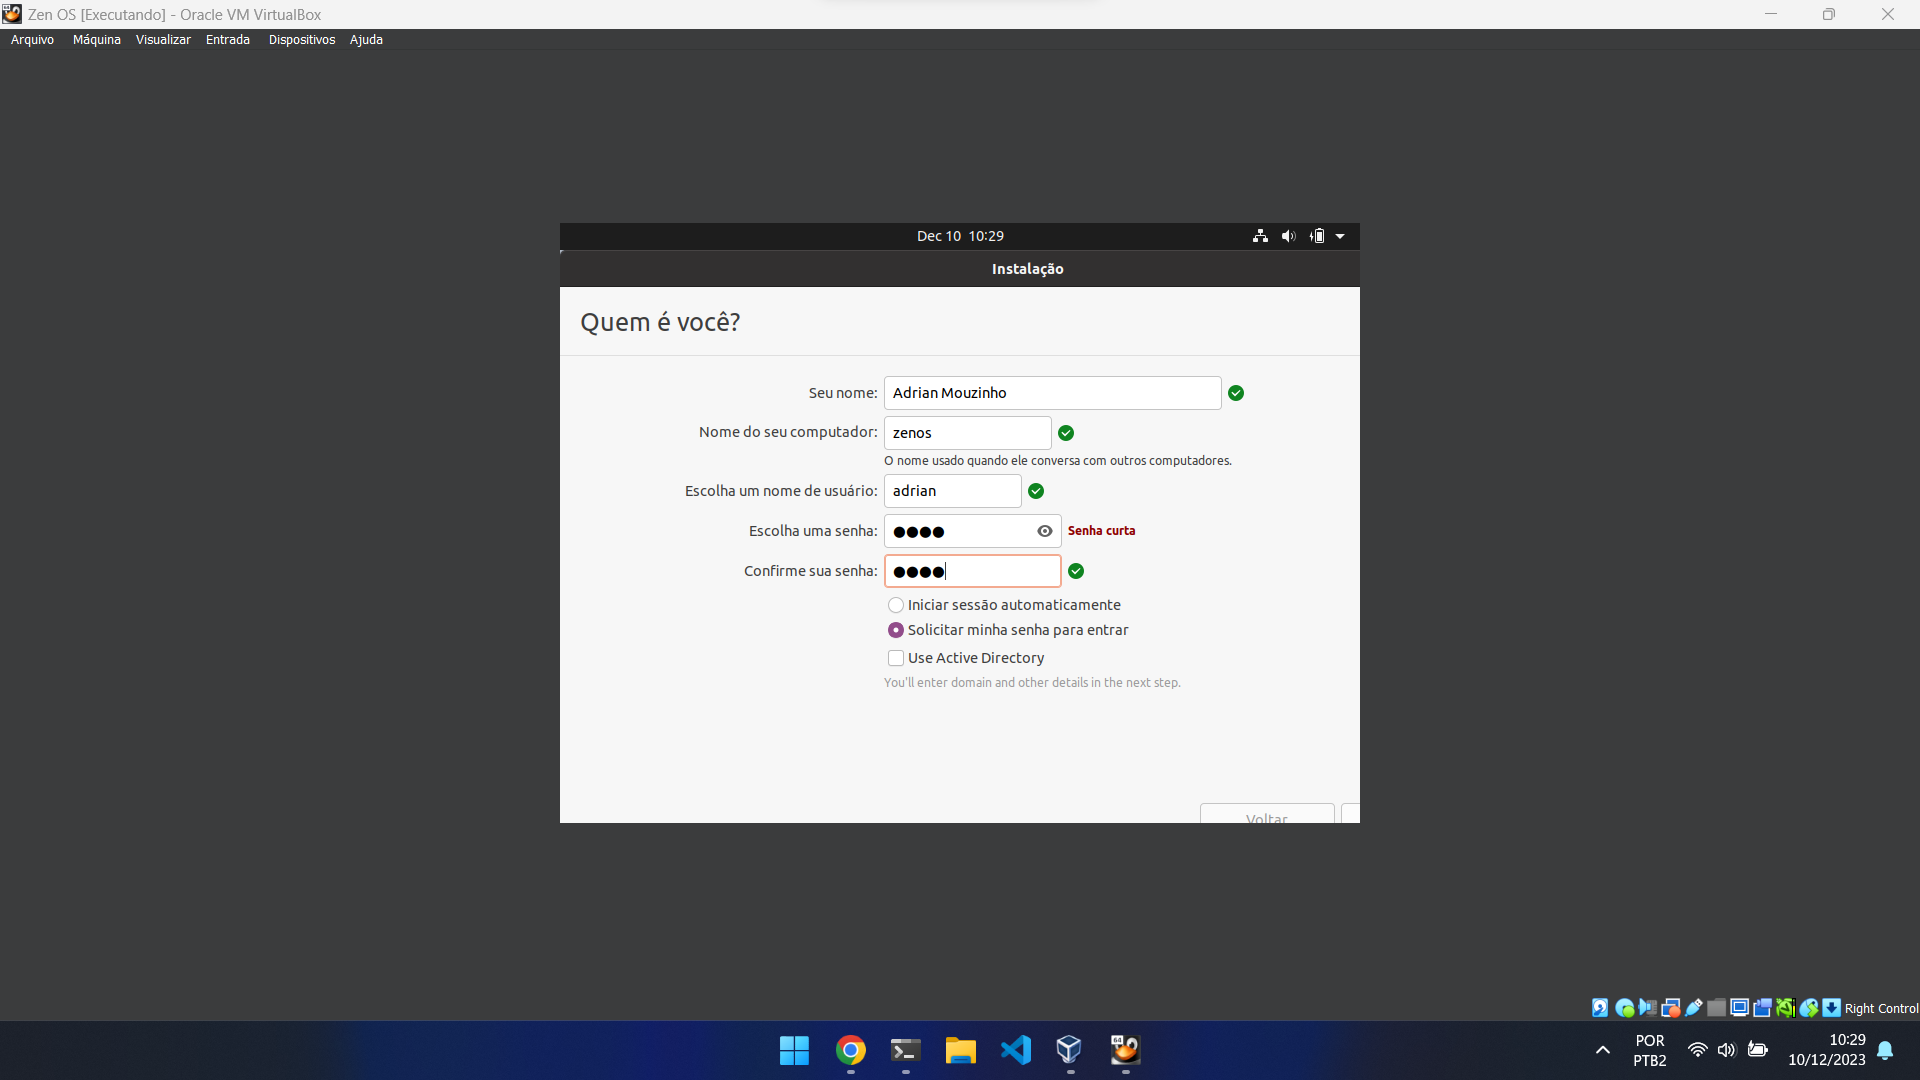 Zen OS [Executando] - Oracle VM VirtualBox
Arquivo Máquina Visualizar Entrada Dispositivos Ajuda
Dec 10 10:29
Instalação
Quem é você?
Seu nome: Adrian Mouzinho
Nome do seu computador: zenos
O nome usado quando ele conversa com outros computadores.
Escolha um nome de usuário: adrian
Escolha uma senha: ●●●● Senha curta
Confirme sua senha: ●●●●
Iniciar sessão automaticamente
Solicitar minha senha para entrar
Use Active Directory
You'll enter domain and other details in the next step.
Voltar
Right Control
64
POR
PTB2
10:29
10/12/2023